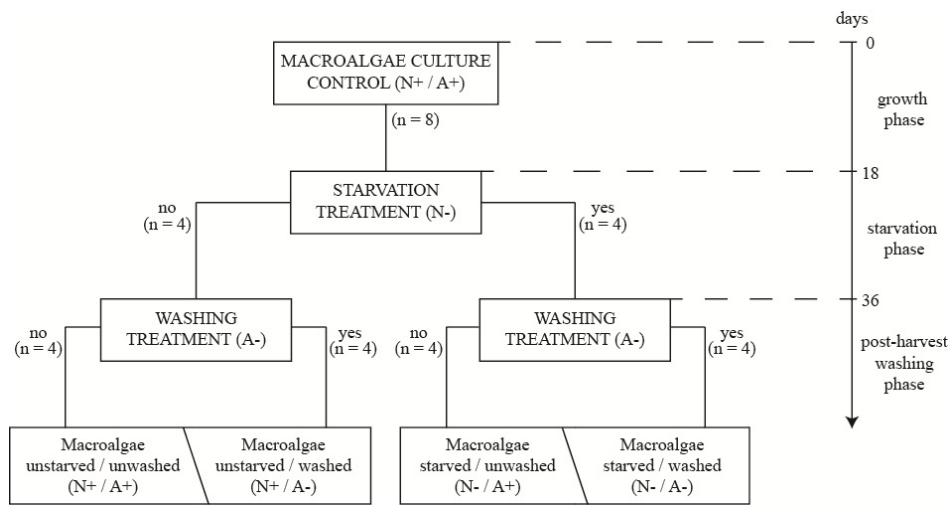 days
0
MACROALGAE CULTURE
CONTROL (N+ / A+)
growth
phase
(n = 8)
18
STARVATION
TREATMENT (N-)
no
(n = 4)
yes
(n = 4)
starvation
phase
36
WASHING
TREATMENT (A-)
no
(n = 4)
yes
(n = 4)
WASHING
TREATMENT (A-)
no
(n = 4)
yes
(n = 4)
post-harvest
washing
phase
Macroalgae
unstarved / unwashed
(N+ / A+)
Macroalgae
unstarved / washed
(N+ / A-)
Macroalgae
starved / unwashed
(N- / A+)
Macroalgae
starved / washed
(N- / A-)